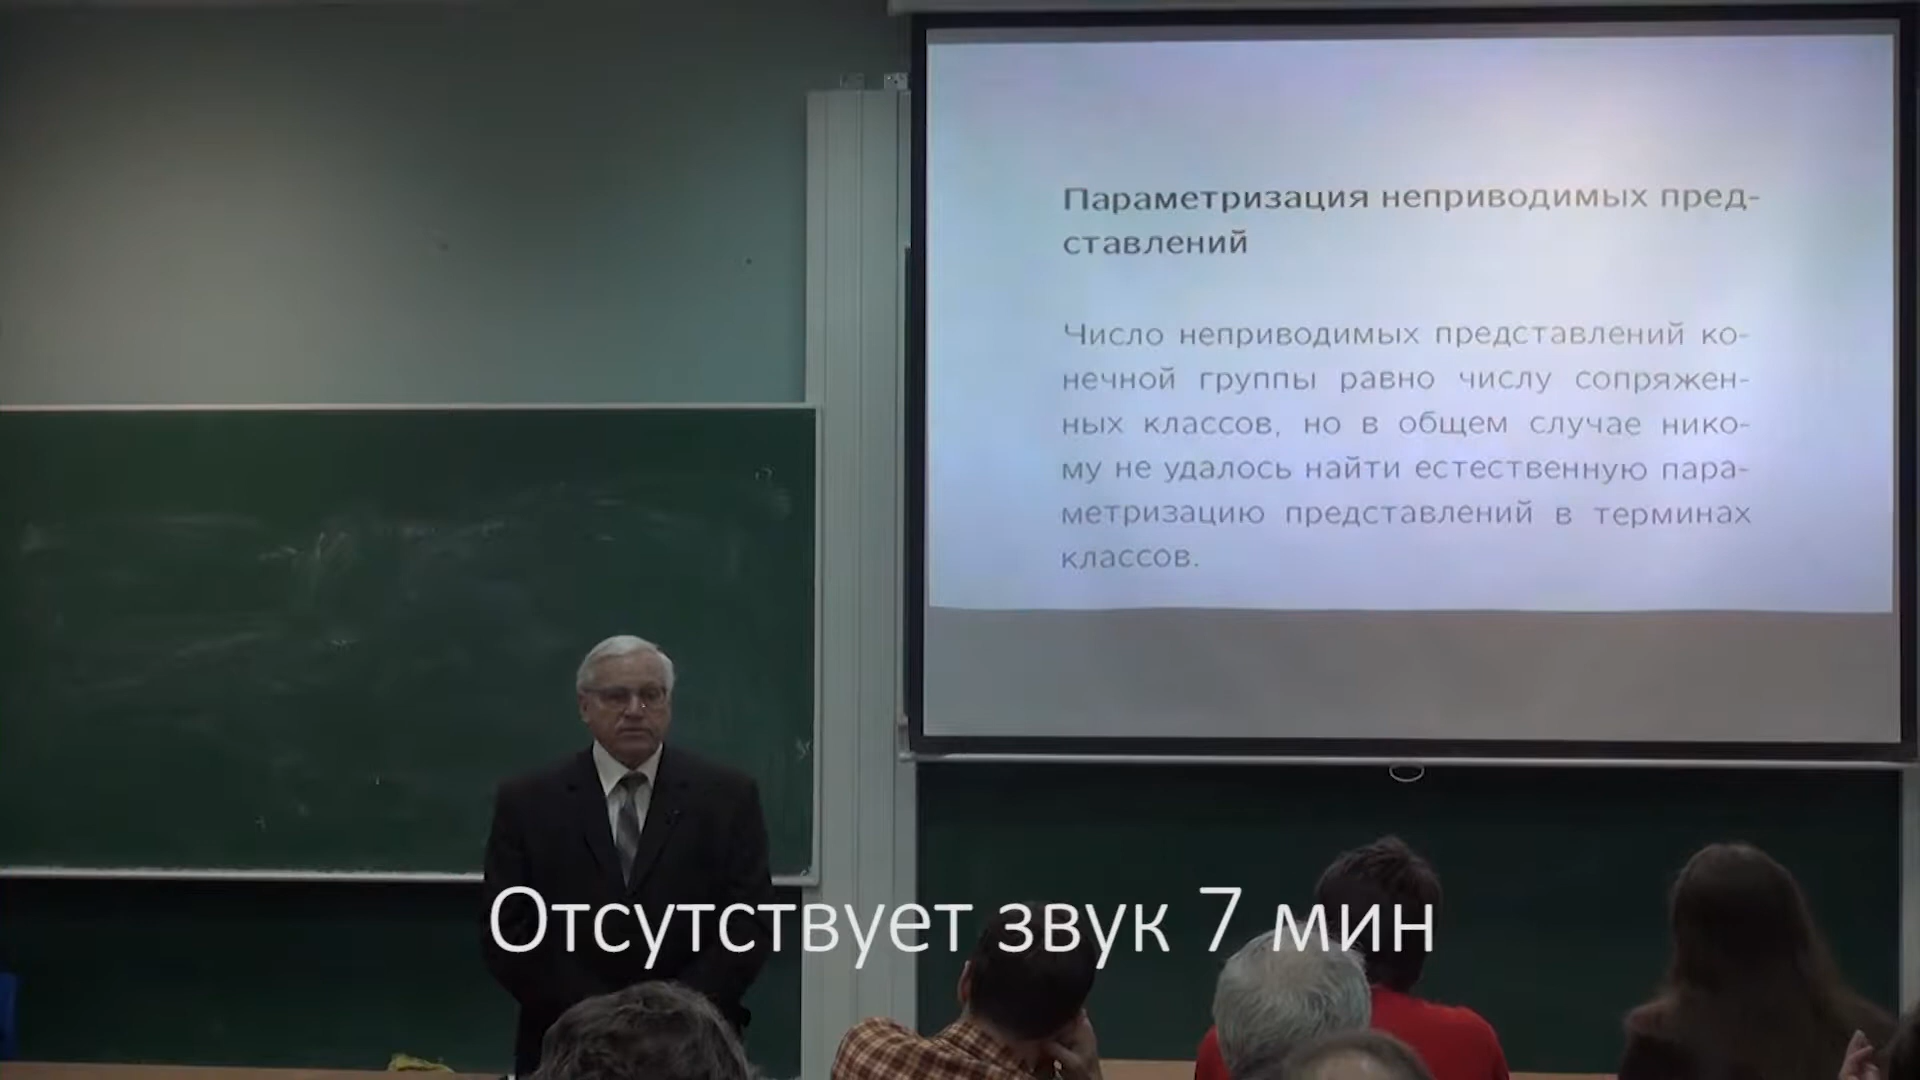 Параметризация неприводимых пред-
ставлений
Число неприводимых представлений ко-
нечной группы равно числу сопряжен-
ных классов, но в общем случае нико-
му не удалось найти естественную пара-
метризацию представлений в терминах
классов.
Отсутствует звук 7 мин